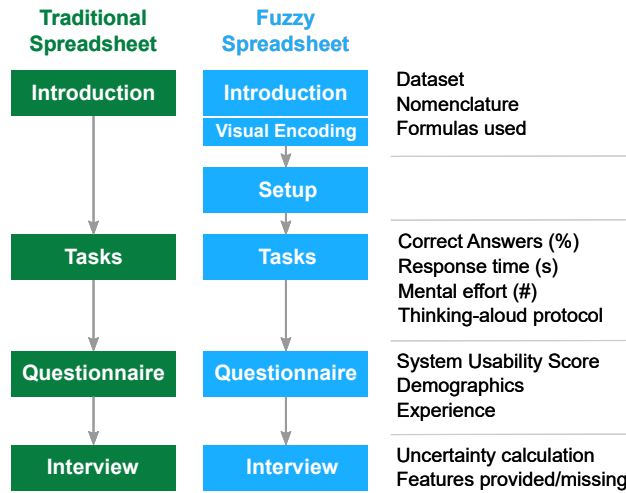 Traditional
Spreadsheet
Fuzzy
Spreadsheet
Introduction
Introduction
Visual Encoding
Dataset
Nomenclature
Formulas used
Setup
Tasks
Tasks
Correct Answers (%)
Response time (s)
Mental effort (#)
Thinking-aloud protocol
Questionnaire
Questionnaire
System Usability Score
Demographics
Experience
Interview
Interview
Uncertainty calculation
Features provided/missing